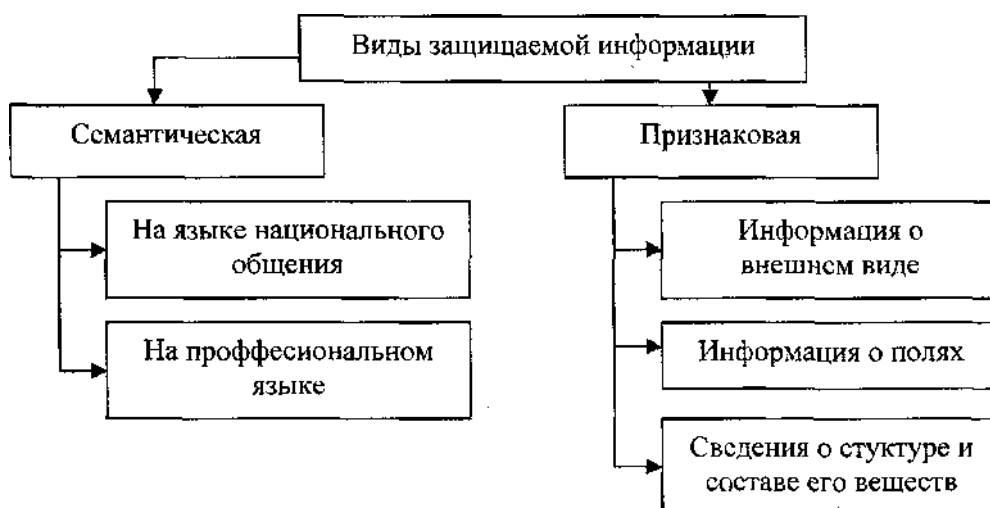 Виды защищаемой информации
Семантическая
Признаковая
На языке национального
общения
На проффесиональном
языке
Информация о
внешнем виде
Информация о полях
Сведения о стуктуре и
составе его веществ